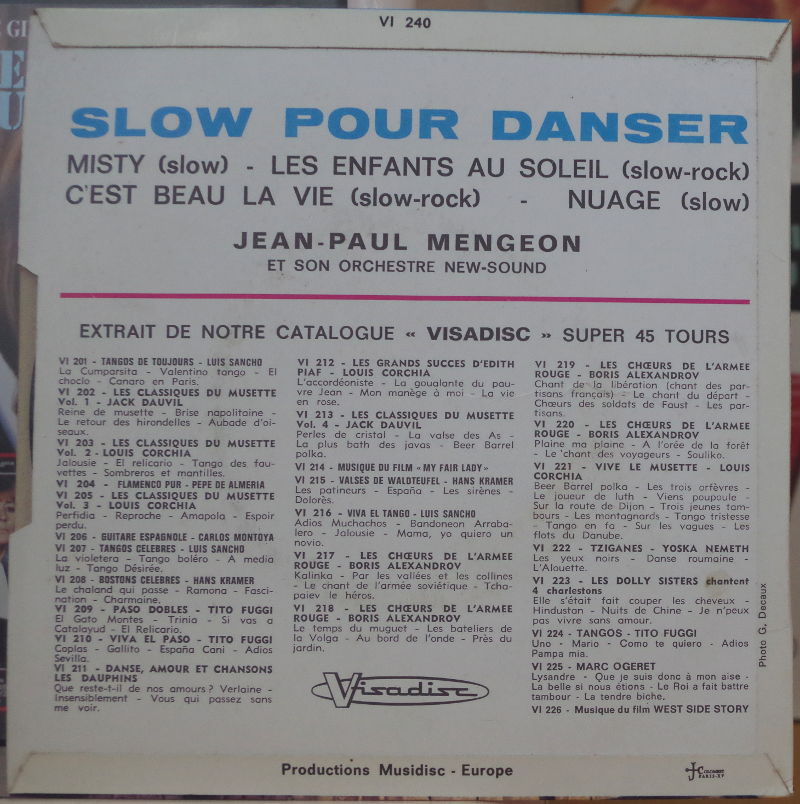 VI 240
SLOW POUR DANSER
MISTY (slow) - LES ENFANTS AU SOLEIL (slow-rock)
C'EST BEAU LA VIE (slow-rock) - NUAGE (slow)
JEAN-PAUL MENGEON
ET SON ORCHESTRE NEW-SOUND
EXTRAIT DE NOTRE CATALOGUE « VISADISC » SUPER 45 TOURS
VI 201 - TANGOS DE TOUJOURS - LUIS SANCHO
La Cumparsita - Valentino tango - El
choclo - Canaro en Paris.
VI 202 - LES CLASSIQUES DU MUSETTE
Vol. 1 - JACK DAUVIL
Reine de musette - Brise napolitaine -
Le retour des hirondelles - Aubade d'oi-
seaux.
VI 203 - LES CLASSIQUES DU MUSETTE
Vol. 2 - LOUIS CORCHIA
Jalousie - El relicario - Tango des fau-
vettes - Sombreros et mantilles.
VI 204 - FLAMENCO PUR - PEPE DE ALMERIA
VI 205 - LES CLASSIQUES DU MUSETTE
Vol. 3 - LOUIS CORCHIA
Perfidia - Reproche - Amapola - Espoir
perdu.
VI 206 - GUITARE ESPAGNOLE - CARLOS MONTOYA
VI 207 - TANGOS CELEBRES - LUIS SANCHO
La violetera - Tango boléro - A media
luz - Tango Désirée.
VI 208 - BOSTONS CELEBRES - HANS KRAMER
Le chaland qui passe - Ramona - Fasci-
nation - Charmaine.
VI 209 - PASO DOBLES - TITO FUGGI
El Gato Montes - Trinia - Si vas a
Catalayud - El Relicario.
VI 210 - VIVA EL PASO - TITO FUGGI
Coplas - Gallito - España Cani - Adios
Sevilla.
VI 211 - DANSE, AMOUR ET CHANSONS
LES DAUPHINS
Que reste-t-il de nos amours ? Verlaine -
Insensiblement - Vous qui passez sans
me voir.
VI 212 - LES GRANDS SUCCES D'EDITH
PIAF - LOUIS CORCHIA
L'accordéoniste - La goualante du pau-
vre Jean - Mon manège à moi - La vie
en rose.
VI 213 - LES CLASSIQUES DU MUSETTE
Vol. 4 - JACK DAUVIL
Perles de cristal - La valse des As -
La plus bath des javas - Beer Barrel
polka.
VI 214 - MUSIQUE DU FILM « MY FAIR LADY »
VI 215 - VALSES DE WALDTEUFEL - HANS KRAMER
Les patineurs - España - Les sirènes -
Dolorès.
VI 216 - VIVA EL TANGO - LUIS SANCHO
Adios Muchachos - Bandoneon Arraba-
lero - Jalousie - Mama, yo quiero un
novio.
VI 217 - LES CHŒURS DE L'ARMEE
ROUGE - BORIS ALEXANDROV
Kalinka - Par les vallées et les collines
- Le chant de l'armée soviétique - Tcha-
paiev le héros.
VI 218 - LES CHŒURS DE L'ARMEE
ROUGE - BORIS ALEXANDROV
Le temps du muguet - Les bateliers de
la Volga - Au bord de l'onde - Près du
jardin.
Visadisc
VI 219 - LES CHŒURS DE L'ARMEE
ROUGE - BORIS ALEXANDROV
Chant de la libération (chant des par-
tisans français) - Le chant du départ -
Chœurs des soldats de Faust - Les par-
tisans.
VI 220 - LES CHŒURS DE L'ARMEE
ROUGE - BORIS ALEXANDROV
Plaine ma plaine - A l'orée de la forêt
- Le chant des voyageurs - Souliko.
VI 221 - VIVE LE MUSETTE - LOUIS
CORCHIA
Beer Barrel polka - Les trois orfèvres -
Le joueur de luth - Viens poupoule -
Sur la route de Dijon - Trois jeunes tam-
bours - Les montagnards - Tango tristesse
- Tango en fa - Sur les vagues - Les
flots du Danube.
VI 222 - TZIGANES - YOSKA NEMETH
Les yeux noirs - Danse roumaine -
L'Alouette.
VI 223 - LES DOLLY SISTERS chantent
4 charlestons
Elle s'était fait couper les cheveux -
Hindustan - Nuits de Chine - Je n'peux
pas vivre sans amour.
VI 224 - TANGOS - TITO FUGGI
Uno - Mario - Como te quiero - Adios
Pampa mia.
VI 225 - MARC OGERET
Lysandre - Que je suis donc à mon aise -
La belle si nous étions - Le Roi a fait battre
tambour - La tendre biche.
VI 226 - Musique du film WEST SIDE STORY
Photo G. Decaux
Productions Musidisc - Europe